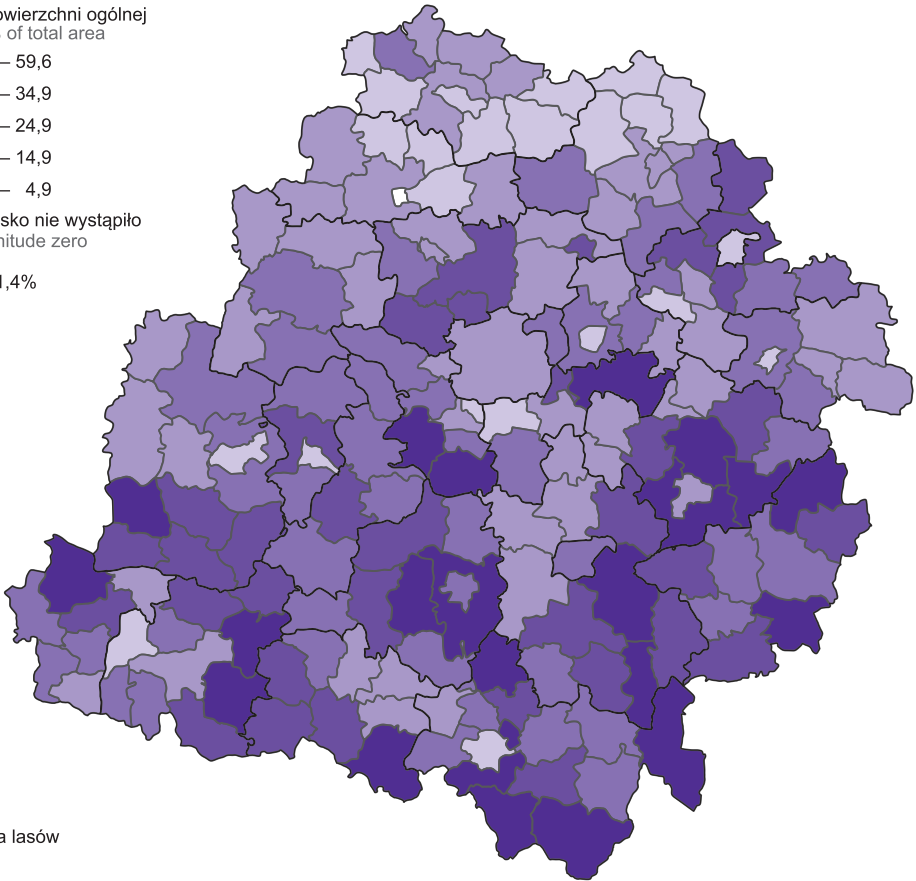 owierzchni ogólnej
of total area
– 59,6
– 34,9
– 24,9
– 14,9
– 4,9
sko nie wystąpiło
nitude zero
1,4%
a lasów